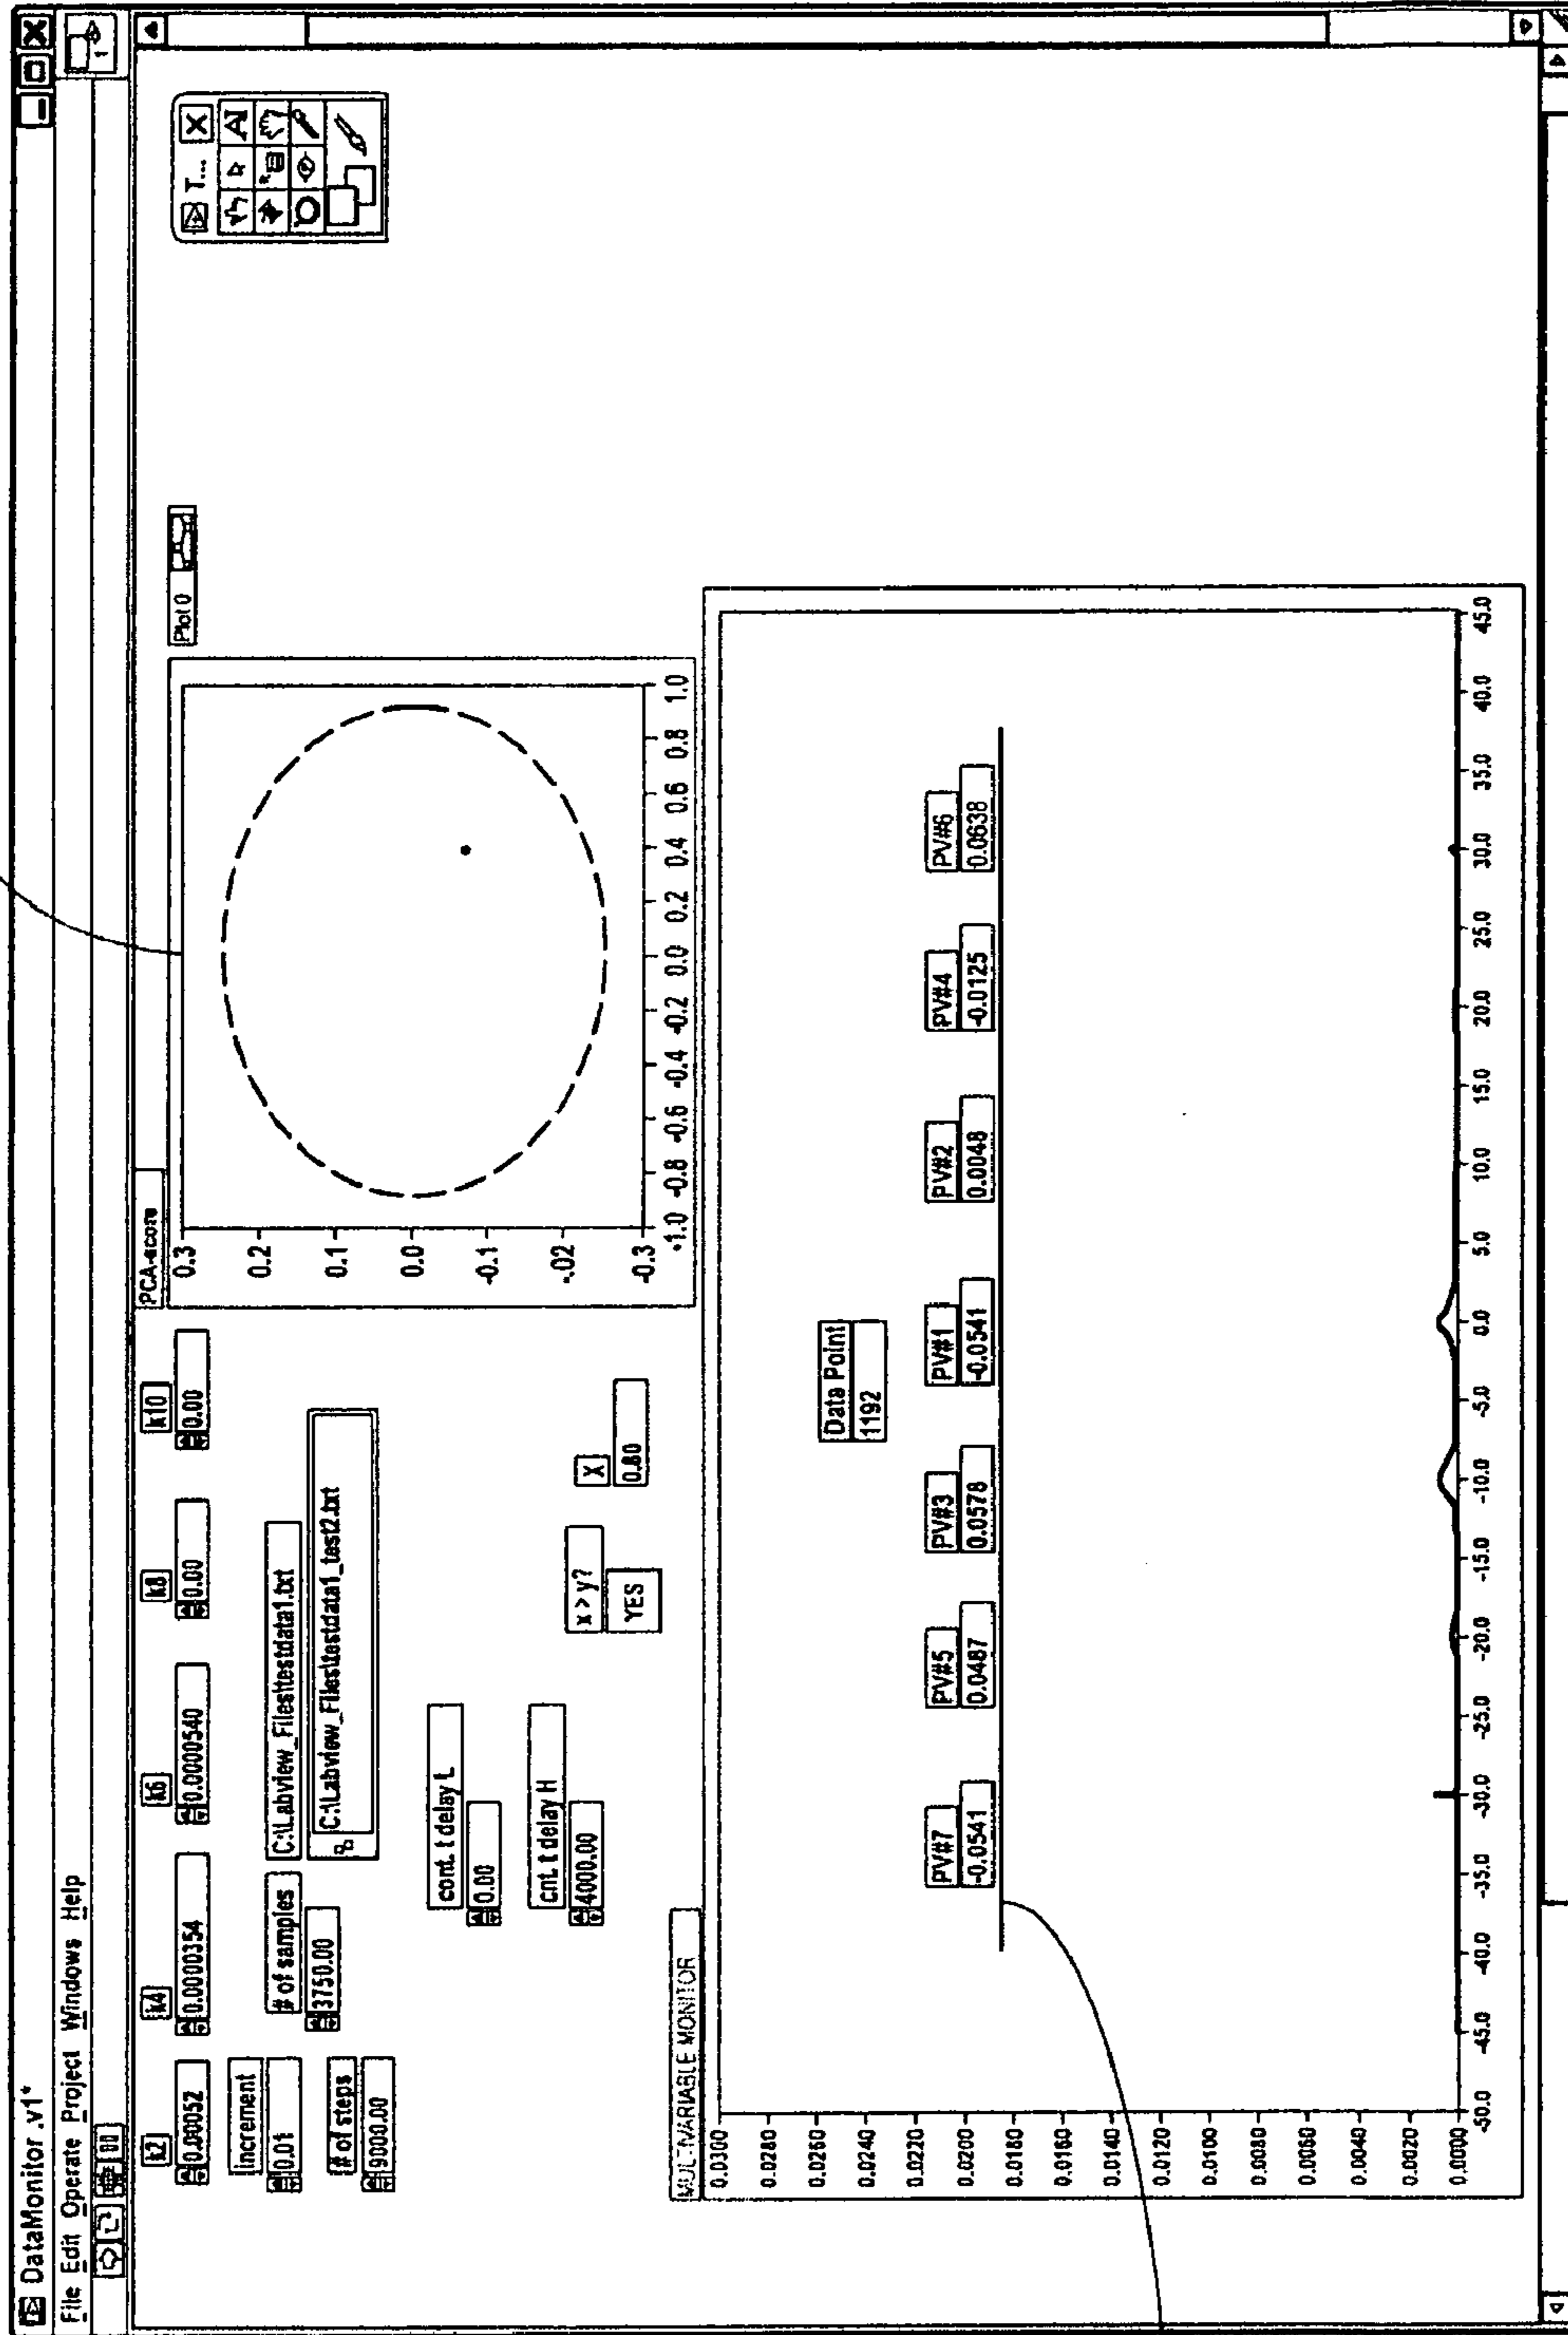 DataMonitor .v1*
File Edit Operate Project Windows Help
1
k2
k4
k6
k8
k10
0.00052
0.0000354
0.0000540
0.00
0.00
Increment
0.01
# of samples
3750.00
C:\Labview_Files\testdata1.txt
C:\Labview_Files\testdata1_test2.txt
# of steps
9000.00
cont. t delay L
0.00
cnt. t delay H
4000.00
x > y?
YES
X
0.80
PCA-score
Plot 0
0.3
0.2
0.1
0.0
-0.1
-.02
-0.3
-1.0 -0.8 -0.6 -0.4 -0.2 0.0 0.2 0.4 0.6 0.8 1.0
T...
A
MULTIVARIABLE MONITOR
0.0300
0.0280
0.0260
0.0240
0.0220
0.0200
0.0180
0.0160
0.0140
0.0120
0.0100
0.0080
0.0060
0.0040
0.0020
0.0000
Data Point
1192
PV#7 PV#5 PV#3 PV#1 PV#2 PV#4 PV#6
-0.0541 0.0487 0.0578 -0.0541 0.0048 -0.0125 0.0638
-50.0 -45.0 -40.0 -35.0 -30.0 -25.0 -20.0 -15.0 -10.0 -5.0 0.0 5.0 10.0 15.0 20.0 25.0 30.0 35.0 40.0 45.0